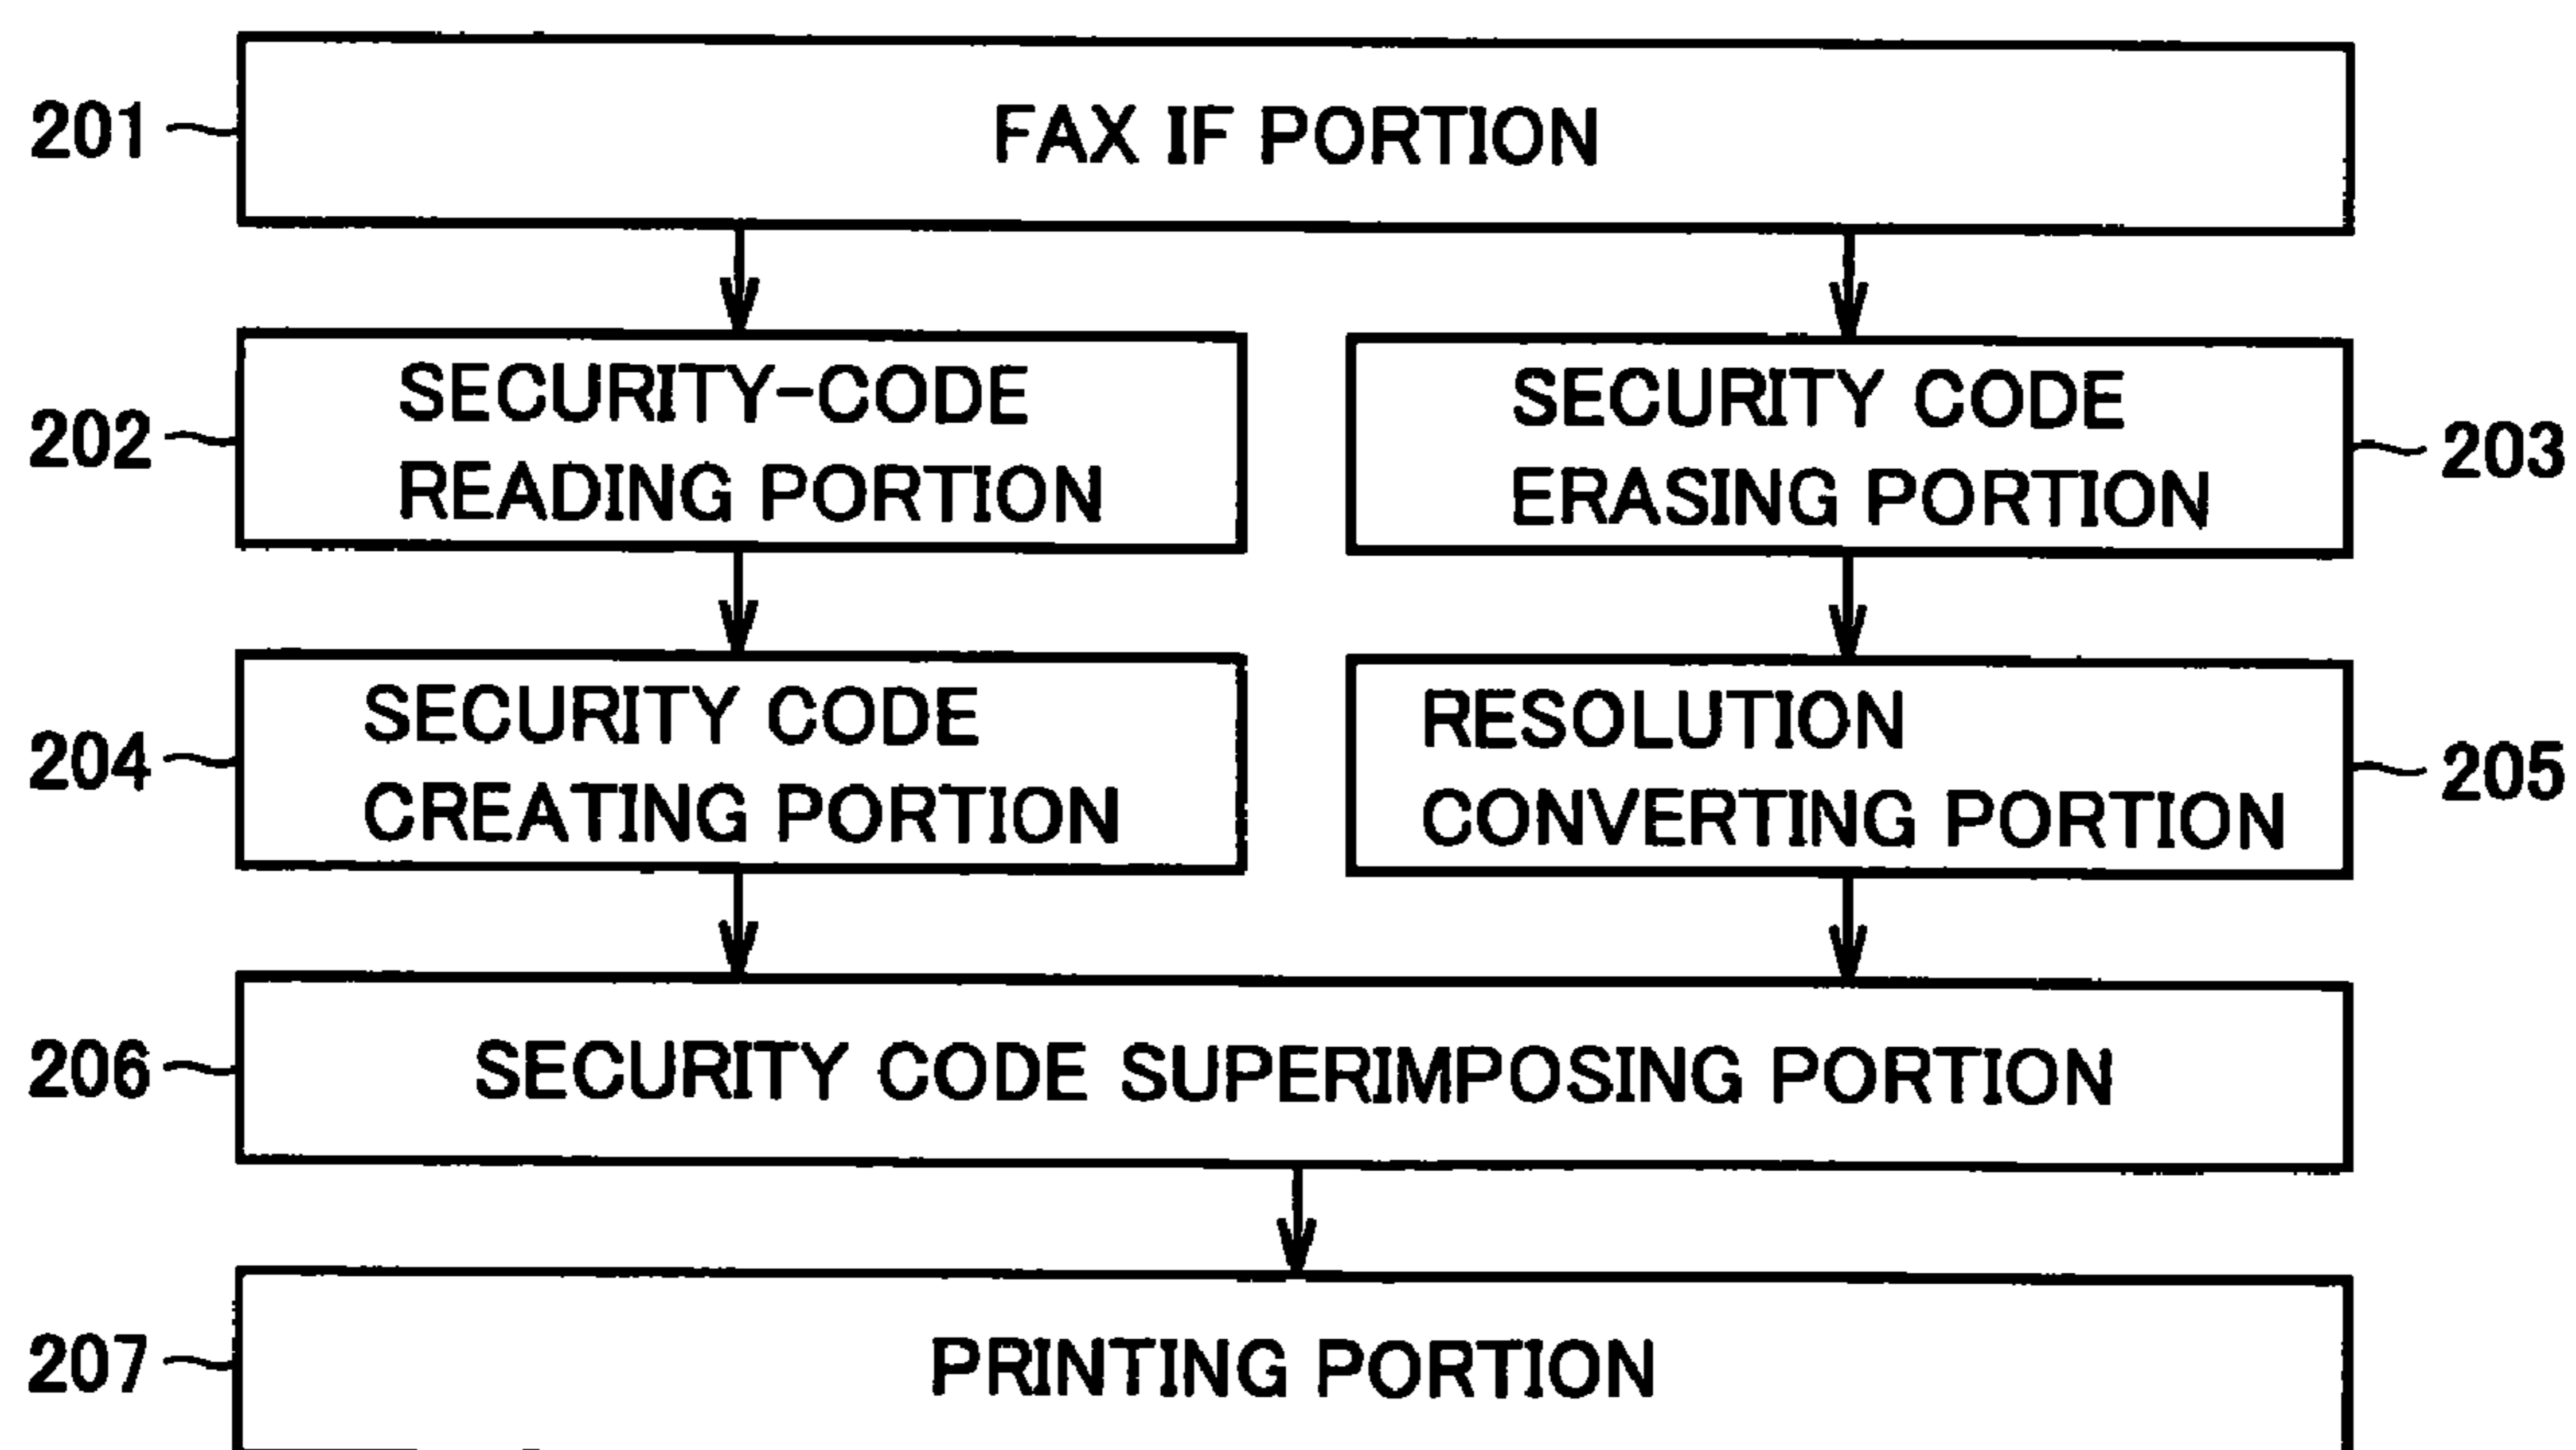 201
FAX IF PORTION
202
SECURITY-CODE
READING PORTION
SECURITY CODE
ERASING PORTION
203
204
SECURITY CODE
CREATING PORTION
RESOLUTION
CONVERTING PORTION
205
206
SECURITY CODE SUPERIMPOSING PORTION
207
PRINTING PORTION